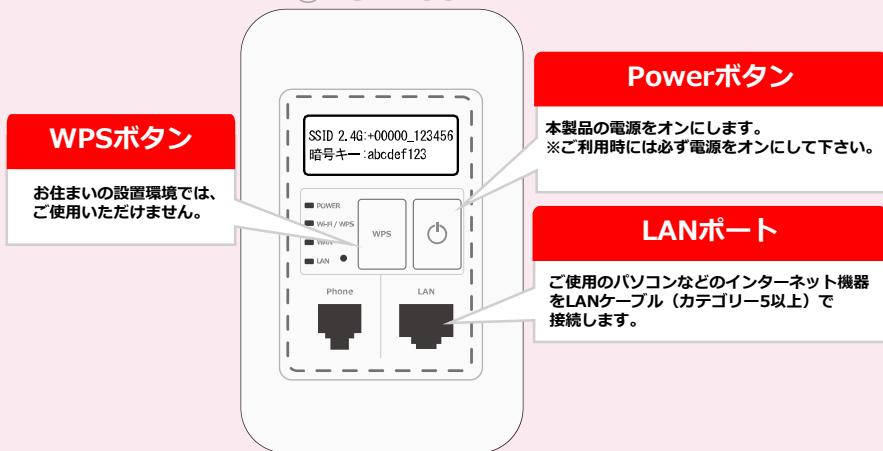 Powerボタン
本製品の電源をオンにします。
※ご利用時には必ず電源をオンにして下さい。
WPSボタン
お住まいの設置環境では、
ご使用いただけません。
SSID 2.4G:+00000_123456
暗号キー:abcdef123
POWER
Wi-Fi / WPS
WAN
LAN
WPS
Phone
LAN
LANポート
ご使用のパソコンなどのインターネット機器
をLANケーブル（カテゴリー5以上）で
接続します。